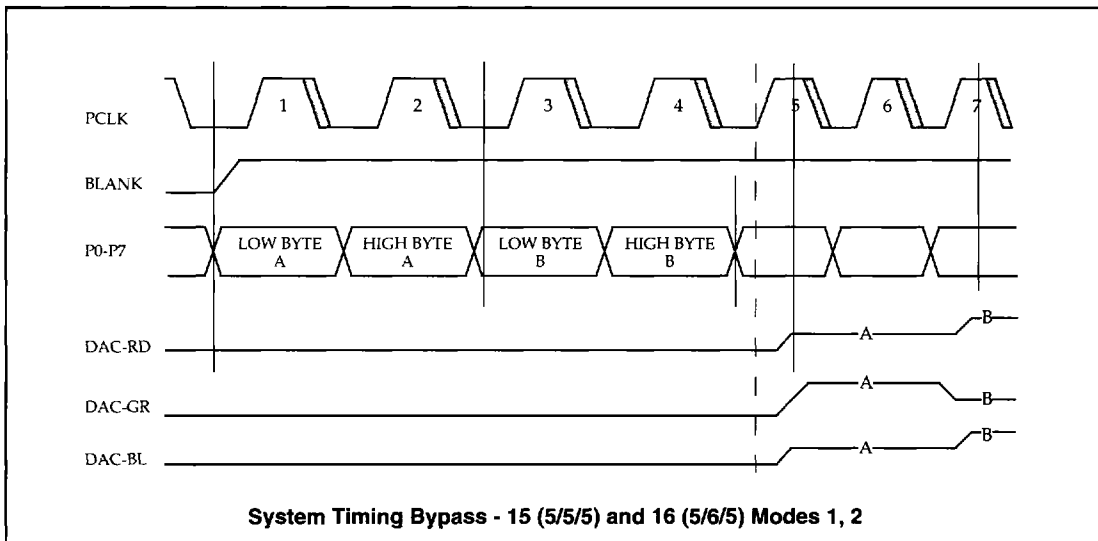 PCLK 1 2 3 4 5 6 7
BLANK
P0-P7 LOW BYTE HIGH BYTE LOW BYTE HIGH BYTE
A A B B
DAC-RD A B
DAC-GR A B
DAC-BL A B
System Timing Bypass - 15 (5/5/5) and 16 (5/6/5) Modes 1, 2